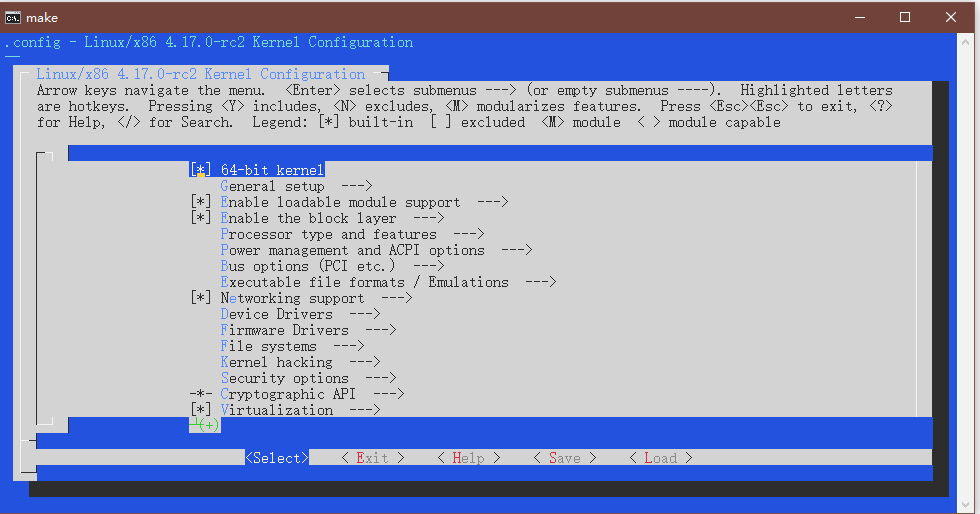 make
.config - Linux/x86 4.17.0-rc2 Kernel Configuration
Linux/x86 4.17.0-rc2 Kernel Configuration
Arrow keys navigate the menu.  <Enter> selects submenus ---> (or empty submenus ----).  Highlighted letters
are hotkeys.  Pressing <Y> includes, <N> excludes, <M> modularizes features.  Press <Esc><Esc> to exit, <?>
for Help, </> for Search.  Legend: [*] built-in  [ ] excluded  <M> module  < > module capable
[*] 64-bit kernel
General setup  --->
[*] Enable loadable module support  --->
[*] Enable the block layer  --->
Processor type and features  --->
Power management and ACPI options  --->
Bus options (PCI etc.)  --->
Executable file formats / Emulations  --->
[*] Networking support  --->
Device Drivers  --->
Firmware Drivers  --->
File systems  --->
Kernel hacking  --->
Security options  --->
-*- Cryptographic API  --->
[*] Virtualization  --->
(+)
<Select>    < Exit >    < Help >    < Save >    < Load >